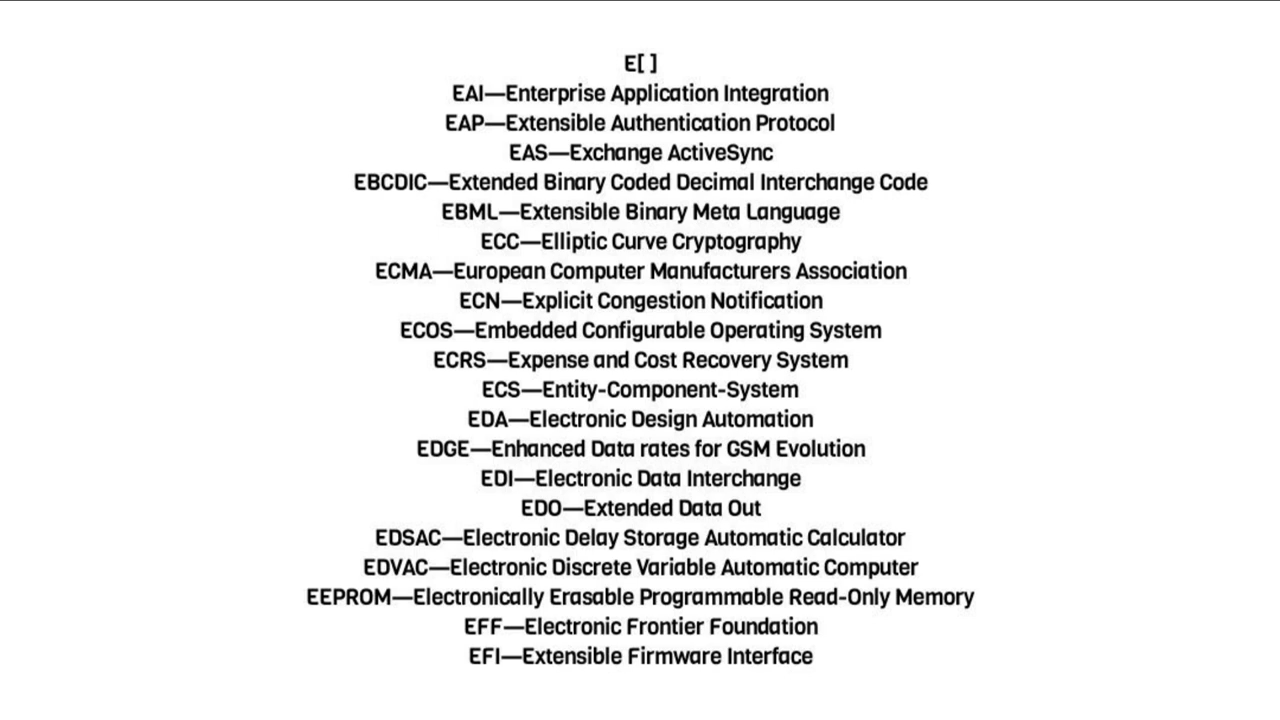 E[ ]
EAI—Enterprise Application Integration
EAP—Extensible Authentication Protocol
EAS—Exchange ActiveSync
EBCDIC—Extended Binary Coded Decimal Interchange Code
EBML—Extensible Binary Meta Language
ECC—Elliptic Curve Cryptography
ECMA—European Computer Manufacturers Association
ECN—Explicit Congestion Notification
ECOS—Embedded Configurable Operating System
ECRS—Expense and Cost Recovery System
ECS—Entity-Component-System
EDA—Electronic Design Automation
EDGE—Enhanced Data rates for GSM Evolution
EDI—Electronic Data Interchange
EDO—Extended Data Out
EDSAC—Electronic Delay Storage Automatic Calculator
EDVAC—Electronic Discrete Variable Automatic Computer
EEPROM—Electronically Erasable Programmable Read-Only Memory
EFF—Electronic Frontier Foundation
EFI—Extensible Firmware Interface